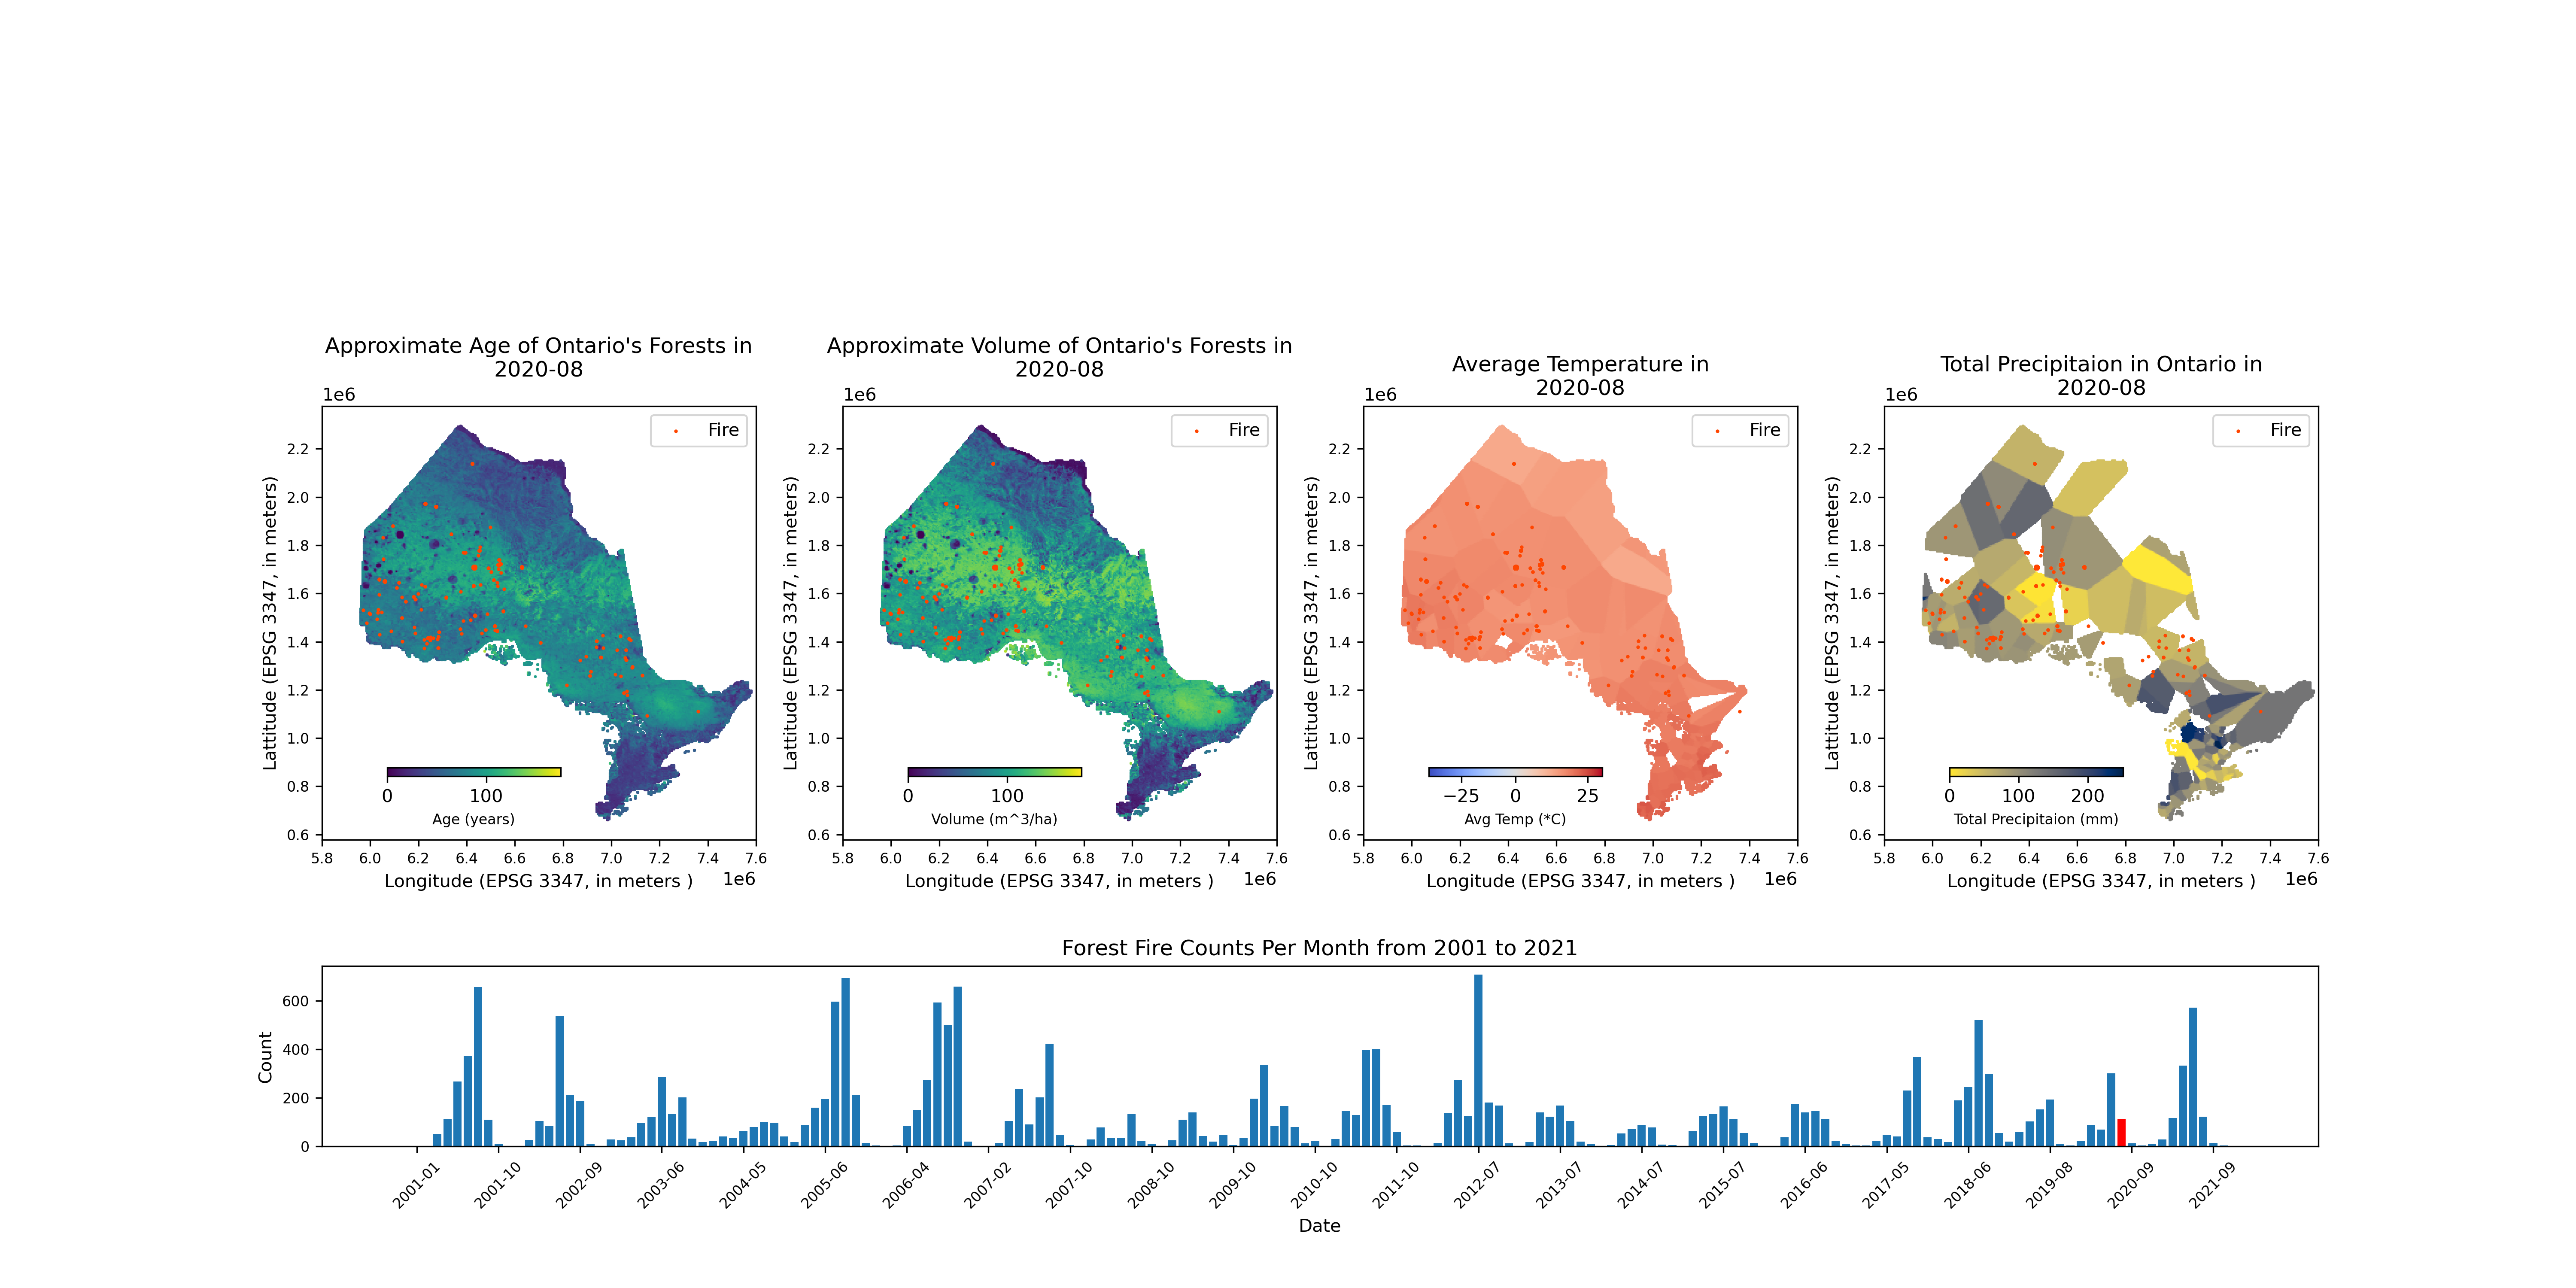 Approximate Age of Ontario's Forests in
2020-08
1e6
Fire
2.2
2.0
1.8
1.6
1.4
1.2
1.0
0.8
0.6
Lattitude (EPSG 3347, in meters)
0 100
Age (years)
5.8 6.0 6.2 6.4 6.6 6.8 7.0 7.2 7.4 7.6
Longitude (EPSG 3347, in meters ) 1e6
Approximate Volume of Ontario's Forests in
2020-08
1e6
Fire
2.2
2.0
1.8
1.6
1.4
1.2
1.0
0.8
0.6
Lattitude (EPSG 3347, in meters)
0 100
Volume (m^3/ha)
5.8 6.0 6.2 6.4 6.6 6.8 7.0 7.2 7.4 7.6
Longitude (EPSG 3347, in meters ) 1e6
Average Temperature in
2020-08
1e6
Fire
2.2
2.0
1.8
1.6
1.4
1.2
1.0
0.8
0.6
Lattitude (EPSG 3347, in meters)
−25 0 25
Avg Temp (*C)
5.8 6.0 6.2 6.4 6.6 6.8 7.0 7.2 7.4 7.6
Longitude (EPSG 3347, in meters ) 1e6
Total Precipitaion in Ontario in
2020-08
1e6
Fire
2.2
2.0
1.8
1.6
1.4
1.2
1.0
0.8
0.6
Lattitude (EPSG 3347, in meters)
0 100 200
Total Precipitaion (mm)
5.8 6.0 6.2 6.4 6.6 6.8 7.0 7.2 7.4 7.6
Longitude (EPSG 3347, in meters ) 1e6
Forest Fire Counts Per Month from 2001 to 2021
600
400
200
0
Count
2001-01 2001-10 2002-09 2003-06 2004-05 2005-06 2006-04 2007-02 2007-10 2008-10 2009-10 2010-10 2011-10 2012-07 2013-07 2014-07 2015-07 2016-06 2017-05 2018-06 2019-08 2020-09 2021-09
Date